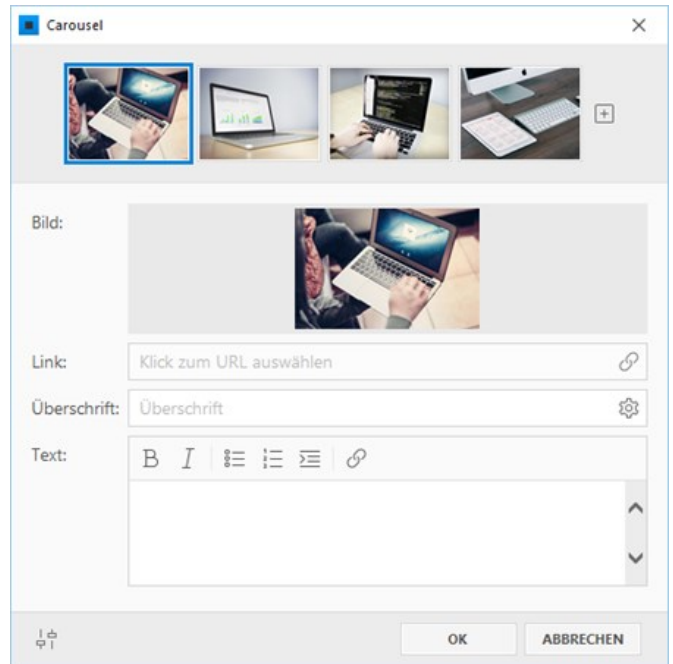 Carousel
Bild:
Link:
Klick zum URL auswählen
Überschrift:
Überschrift
Text:
B I
OK
ABBRECHEN